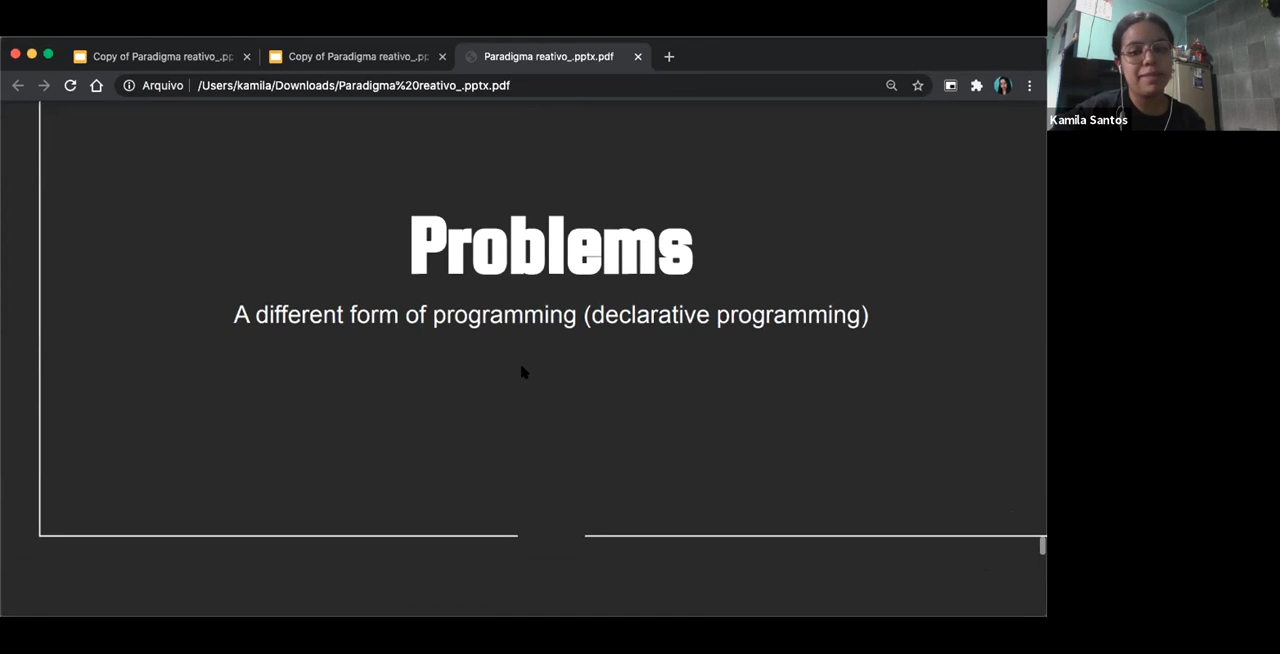 Copy of Paradigma reativo_.pp
Copy of Paradigma reativo_.pp
Paradigma reativo_.pptx.pdf
Arquivo
/Users/kamila/Downloads/Paradigma%20reativo_.pptx.pdf
Kamila Santos
Problems
A different form of programming (declarative programming)